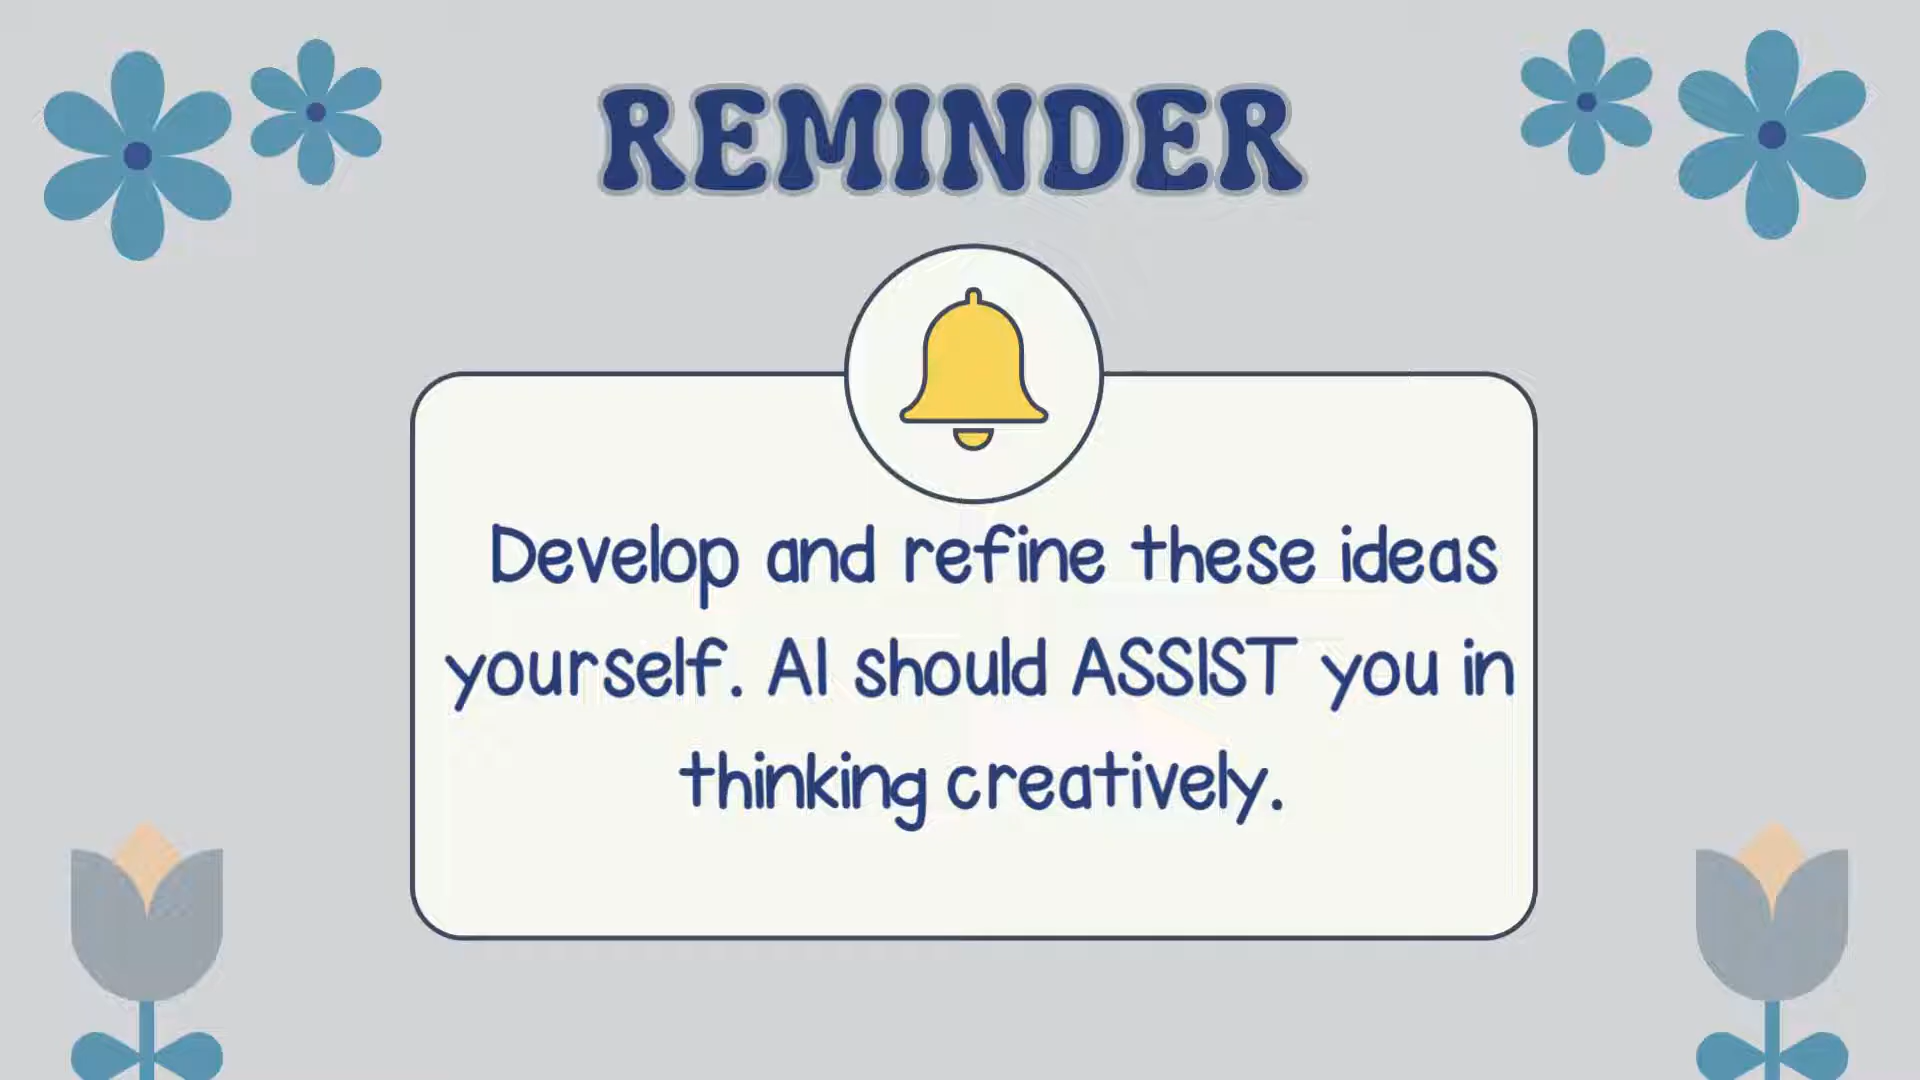 REMINDER
Develop and refine these ideas
yourself. AI should ASSIST you in
thinking creatively.